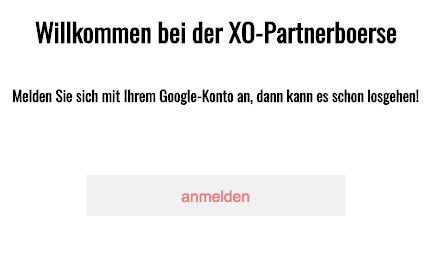 Willkommen bei der XO-Partnerboerse
Melden Sie sich mit Ihrem Google-Konto an, dann kann es schon losgehen!
anmelden